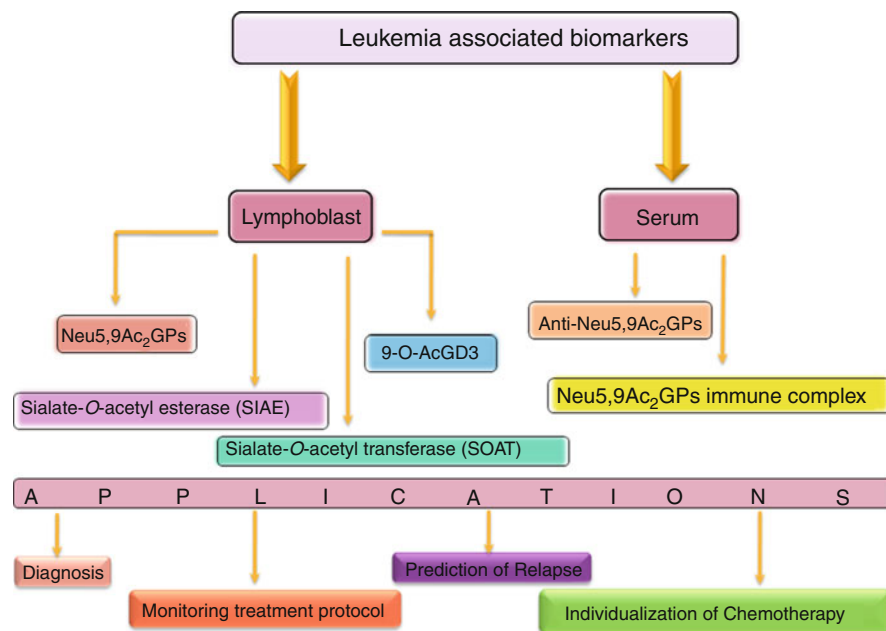 Leukemia associated biomarkers
Lymphoblast
Serum
Neu5,9Ac₂GPs
9-O-AcGD3
Anti-Neu5,9Ac₂GPs
Sialate-O-acetyl esterase (SIAE)
Neu5,9Ac₂GPs immune complex
Sialate-O-acetyl transferase (SOAT)
A P P L I C A T I O N S
Diagnosis
Prediction of Relapse
Monitoring treatment protocol
Individualization of Chemotherapy